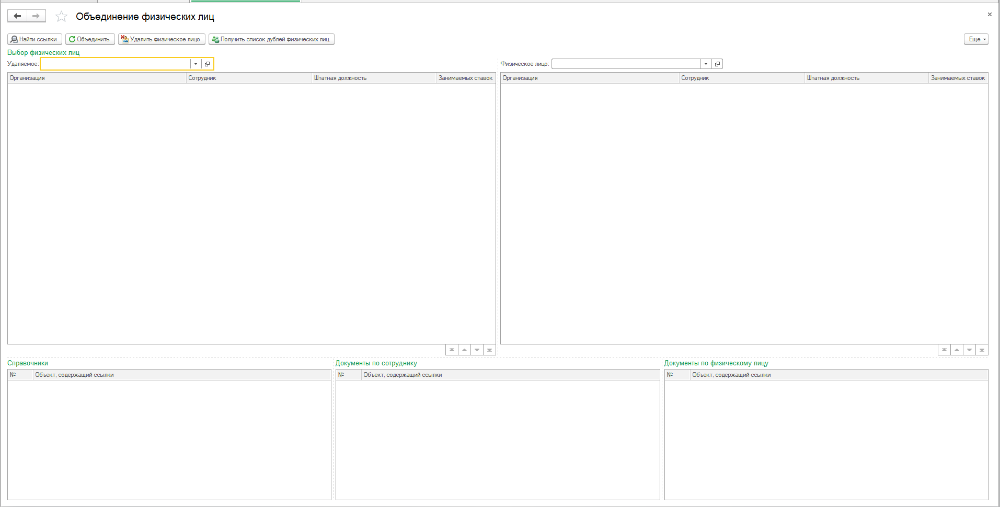 Объединение физических лиц
Найти ссылки Объединить Удалить физическое лицо Получить список дублей физических лиц Еще
Выбор физических лиц
Удаляемое: Физическое лицо:
Организация Сотрудник Штатная должность Занимаемых ставок Организация Сотрудник Штатная должность Занимаемых ставок
Справочники Документы по сотруднику Документы по физическому лицу
№ Объект, содержащий ссылки № Объект, содержащий ссылки № Объект, содержащий ссылки